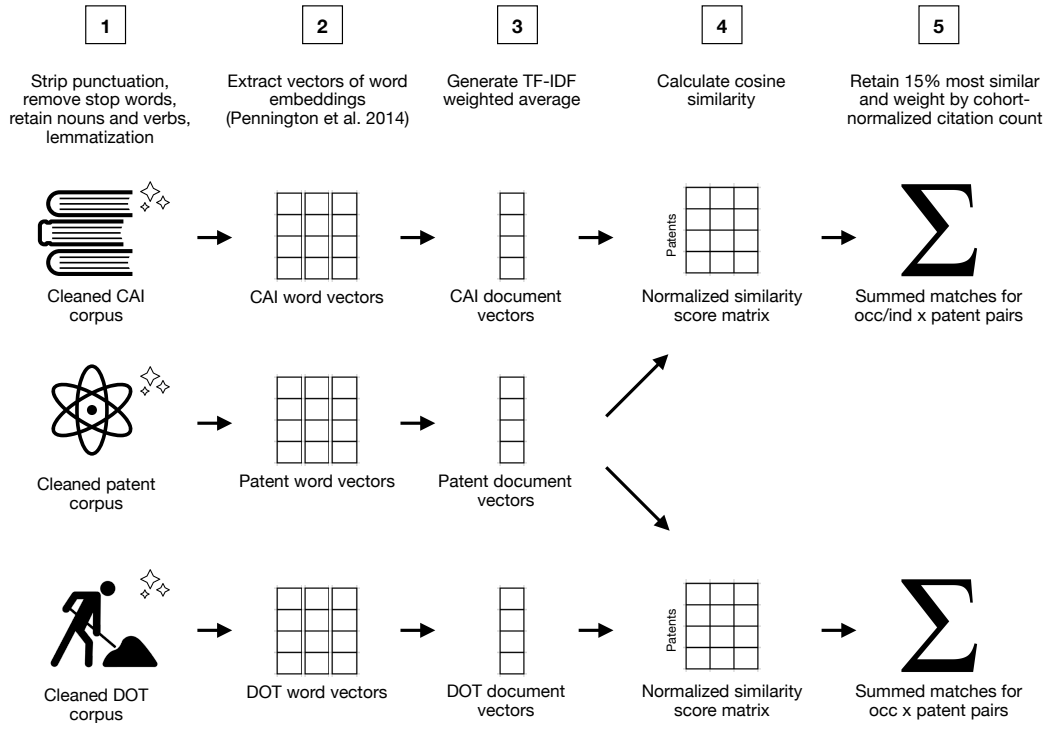 1
2
3
4
5
Strip punctuation,
remove stop words,
retain nouns and verbs,
lemmatization
Extract vectors of word
embeddings
(Pennington et al. 2014)
Generate TF-IDF
weighted average
Calculate cosine
similarity
Retain 15% most similar
and weight by cohort-
normalized citation count
Cleaned CAI
corpus
CAI word vectors
CAI document
vectors
Patents
Normalized similarity
score matrix
Summed matches for
occ/ind x patent pairs
Cleaned patent
corpus
Patent word vectors
Patent document
vectors
Cleaned DOT
corpus
DOT word vectors
DOT document
vectors
Patents
Normalized similarity
score matrix
Summed matches for
occ x patent pairs